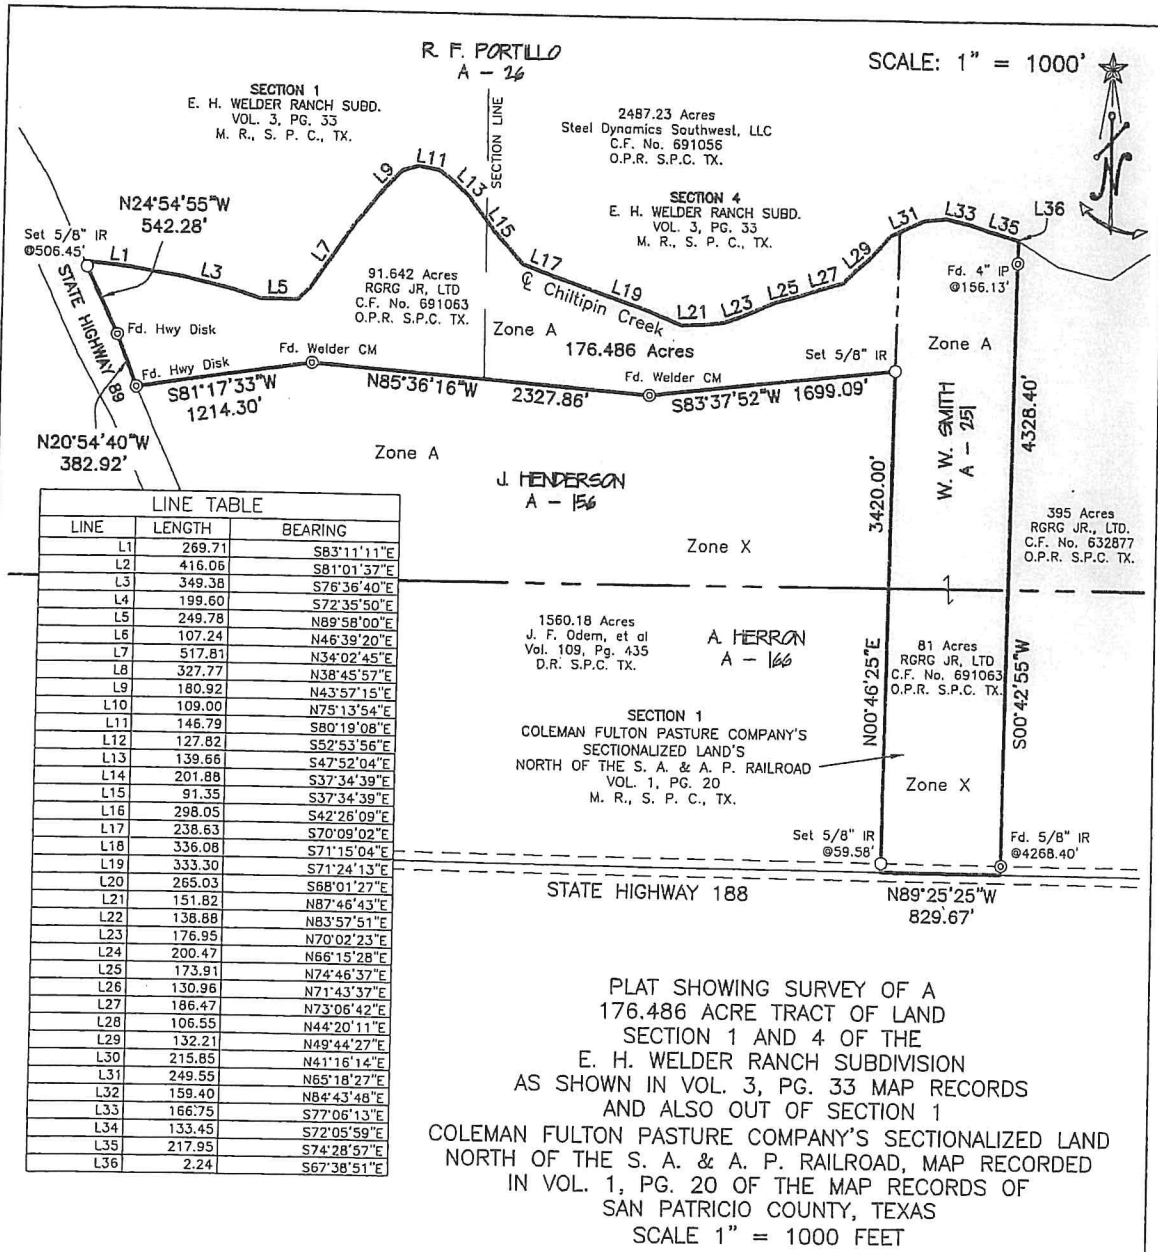 R. F. PORTILLO
A - 26
SCALE: 1" = 1000'
SECTION 1
E. H. WELDER RANCH SUBD.
VOL. 3, PG. 33
M. R., S. P. C., TX.
SECTION LINE
2487.23 Acres
Steel Dynamics Southwest, LLC
C.F. No. 691056
O.P.R. S.P.C. TX.
SECTION 4
E. H. WELDER RANCH SUBD.
VOL. 3, PG. 33
M. R., S. P. C., TX.
N
N24°54'55"W
542.28'
Set 5/8" IR
@506.45'
L1
L3
L5
L7
L9
L11
L13
L15
L17
L19
L21
L23
L25
L27
L29
L31
L33
L35
L36
91.642 Acres
RGRG JR, LTD
C.F. No. 691063
O.P.R. S.P.C. TX.
℄ Chiltipin Creek
Fd. 4" IP
@156.13'
STATE HIGHWAY 89
Fd. Hwy Disk
Fd. Hwy Disk
Fd. Welder CM
Zone A
176.486 Acres
Set 5/8" IR
Zone A
S81°17'33"W
1214.30'
N85°36'16"W
2327.86'
Fd. Welder CM
S83°37'52"W 1699.09'
N20°54'40"W
382.92'
Zone A
J. HENDERSON
A - 156
W. W. SMITH
A - 251
4328.40'
3420.00'
395 Acres
RGRG JR., LTD.
C.F. No. 632877
O.P.R. S.P.C. TX.
Zone X
1560.18 Acres
J. F. Odem, et al
Vol. 109, Pg. 435
D.R. S.P.C. TX.
A. HERRON
A - 166
81 Acres
RGRG JR, LTD
C.F. No. 691063
O.P.R. S.P.C. TX.
N00°46'25"E
S00°42'55"W
SECTION 1
COLEMAN FULTON PASTURE COMPANY'S
SECTIONALIZED LAND'S
NORTH OF THE S. A. & A. P. RAILROAD
VOL. 1, PG. 20
M. R., S. P. C., TX.
Zone X
Set 5/8" IR
@59.58'
Fd. 5/8" IR
@4268.40'
STATE HIGHWAY 188
N89°25'25"W
829.67'
LINE TABLE
LINE LENGTH BEARING
L1 269.71 S83°11'11"E
L2 416.06 S81°01'37"E
L3 349.38 S76°36'40"E
L4 199.60 S72°35'50"E
L5 249.78 N89°58'00"E
L6 107.24 N46°39'20"E
L7 517.81 N34°02'45"E
L8 327.77 N38°45'57"E
L9 180.92 N43°57'15"E
L10 109.00 N75°13'54"E
L11 146.79 S80°19'08"E
L12 127.82 S52°53'56"E
L13 139.66 S47°52'04"E
L14 201.88 S37°34'39"E
L15 91.35 S37°34'39"E
L16 298.05 S42°26'09"E
L17 238.63 S70°09'02"E
L18 336.08 S71°15'04"E
L19 333.30 S71°24'13"E
L20 265.03 S68°01'27"E
L21 151.82 N87°46'43"E
L22 138.88 N83°57'51"E
L23 176.95 N70°02'23"E
L24 200.47 N66°15'28"E
L25 173.91 N74°46'37"E
L26 130.96 N71°43'37"E
L27 186.47 N73°06'42"E
L28 106.55 N44°20'11"E
L29 132.21 N49°44'27"E
L30 215.85 N41°16'14"E
L31 249.55 N65°18'27"E
L32 159.40 N84°43'48"E
L33 166.75 S77°06'13"E
L34 133.45 S72°05'59"E
L35 217.95 S74°28'57"E
L36 2.24 S67°38'51"E
PLAT SHOWING SURVEY OF A
176.486 ACRE TRACT OF LAND
SECTION 1 AND 4 OF THE
E. H. WELDER RANCH SUBDIVISION
AS SHOWN IN VOL. 3, PG. 33 MAP RECORDS
AND ALSO OUT OF SECTION 1
COLEMAN FULTON PASTURE COMPANY'S SECTIONALIZED LAND
NORTH OF THE S. A. & A. P. RAILROAD, MAP RECORDED
IN VOL. 1, PG. 20 OF THE MAP RECORDS OF
SAN PATRICIO COUNTY, TEXAS
SCALE 1" = 1000 FEET